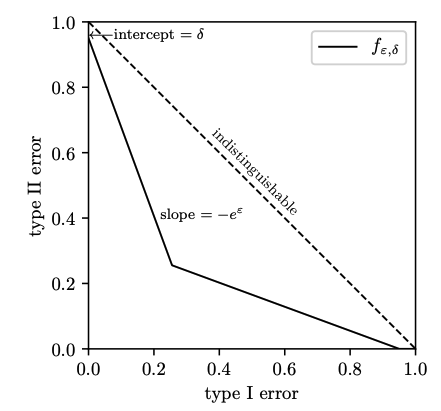 1.0
intercept = δ
f_{ε,δ}
0.8
indistinguishable
0.6
type II error
slope = −e^ε
0.4
0.2
0.0
0.0 0.2 0.4 0.6 0.8 1.0
type I error